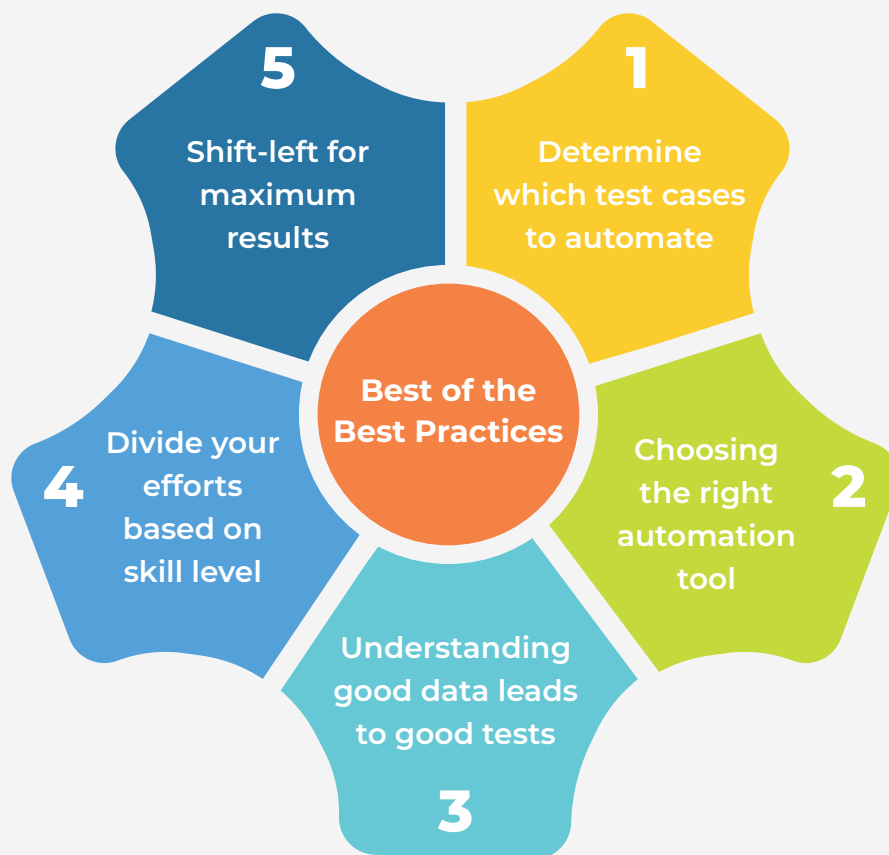 Best of the
Best Practices
1
Determine
which test cases
to automate
2
Choosing
the right
automation
tool
3
Understanding
good data leads
to good tests
4
Divide your
efforts
based on
skill level
5
Shift-left for
maximum
results